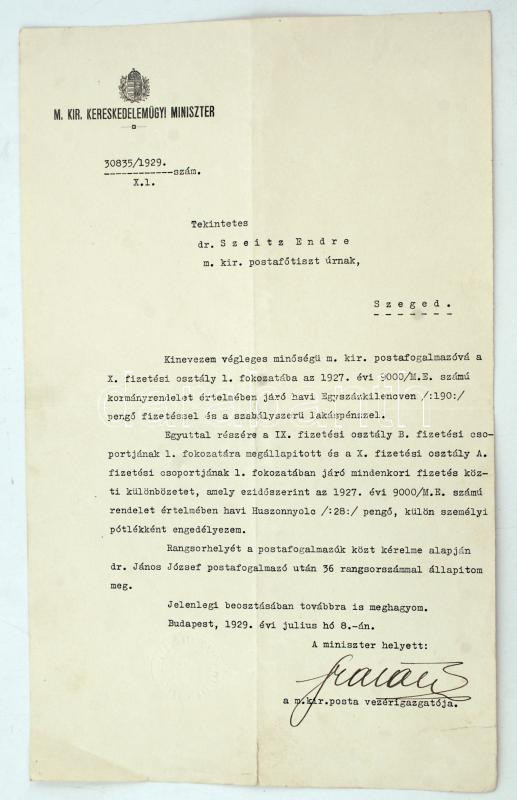 M. KIR. KERESKEDELEMÜGYI MINISZTER
30835/1929.
------------szám.
X.1.
Tekintetes
dr. Szeitz Endre
m. kir. postafőtiszt úrnak,
Szeged.
Kinevezem végleges minőségü m. kir. postafogalmazóvá a
X. fizetési osztály 1. fokozatába az 1927. évi 9000/M.E. számú
kormányrendelet értelmében járó havi Egyszázkilencven /:190:/
pengő fizetéssel és a szabályszerü lakáspénzzel.
Egyuttal részére a IX. fizetési osztály B. fizetési cso-
portjának 1. fokozatára megállapitott és a X. fizetési osztály A.
fizetési csoportjának 1. fokozatában járó mindenkori fizetés köz-
ti különbözetet, amely ezidőszerint az 1927. évi 9000/M.E. számú
rendelet értelmében havi Huszonnyolc /:28:/ pengő, külön személyi
pótlékként engedélyezem.
Rangsorhelyét a postafogalmazók közt kérelme alapján
dr. János József postafogalmazó után 36 rangsorszámmal állapitom
meg.
Jelenlegi beosztásában továbbra is meghagyom.
Budapest, 1929. évi julius hó 8.-án.
A miniszter helyett:
a m.kir.posta vezérigazgatója.